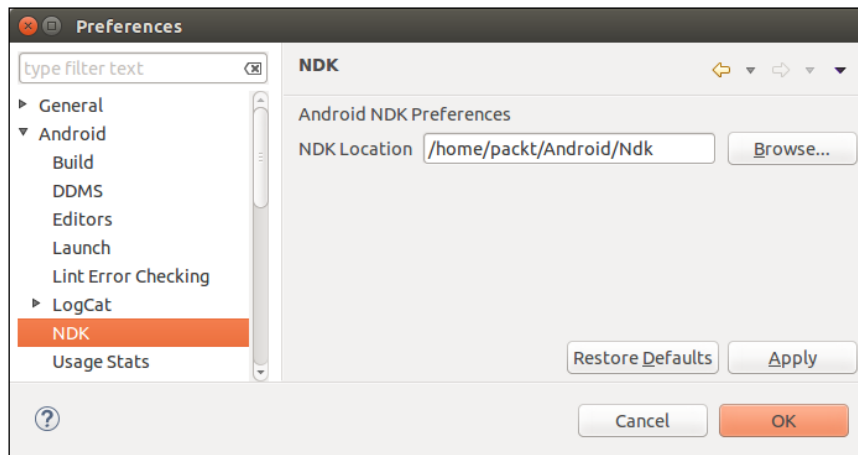 Preferences
type filter text
General
Android
Build
DDMS
Editors
Launch
Lint Error Checking
LogCat
NDK
Usage Stats
NDK
Android NDK Preferences
NDK Location /home/packt/Android/Ndk Browse...
Restore Defaults Apply
? Cancel OK